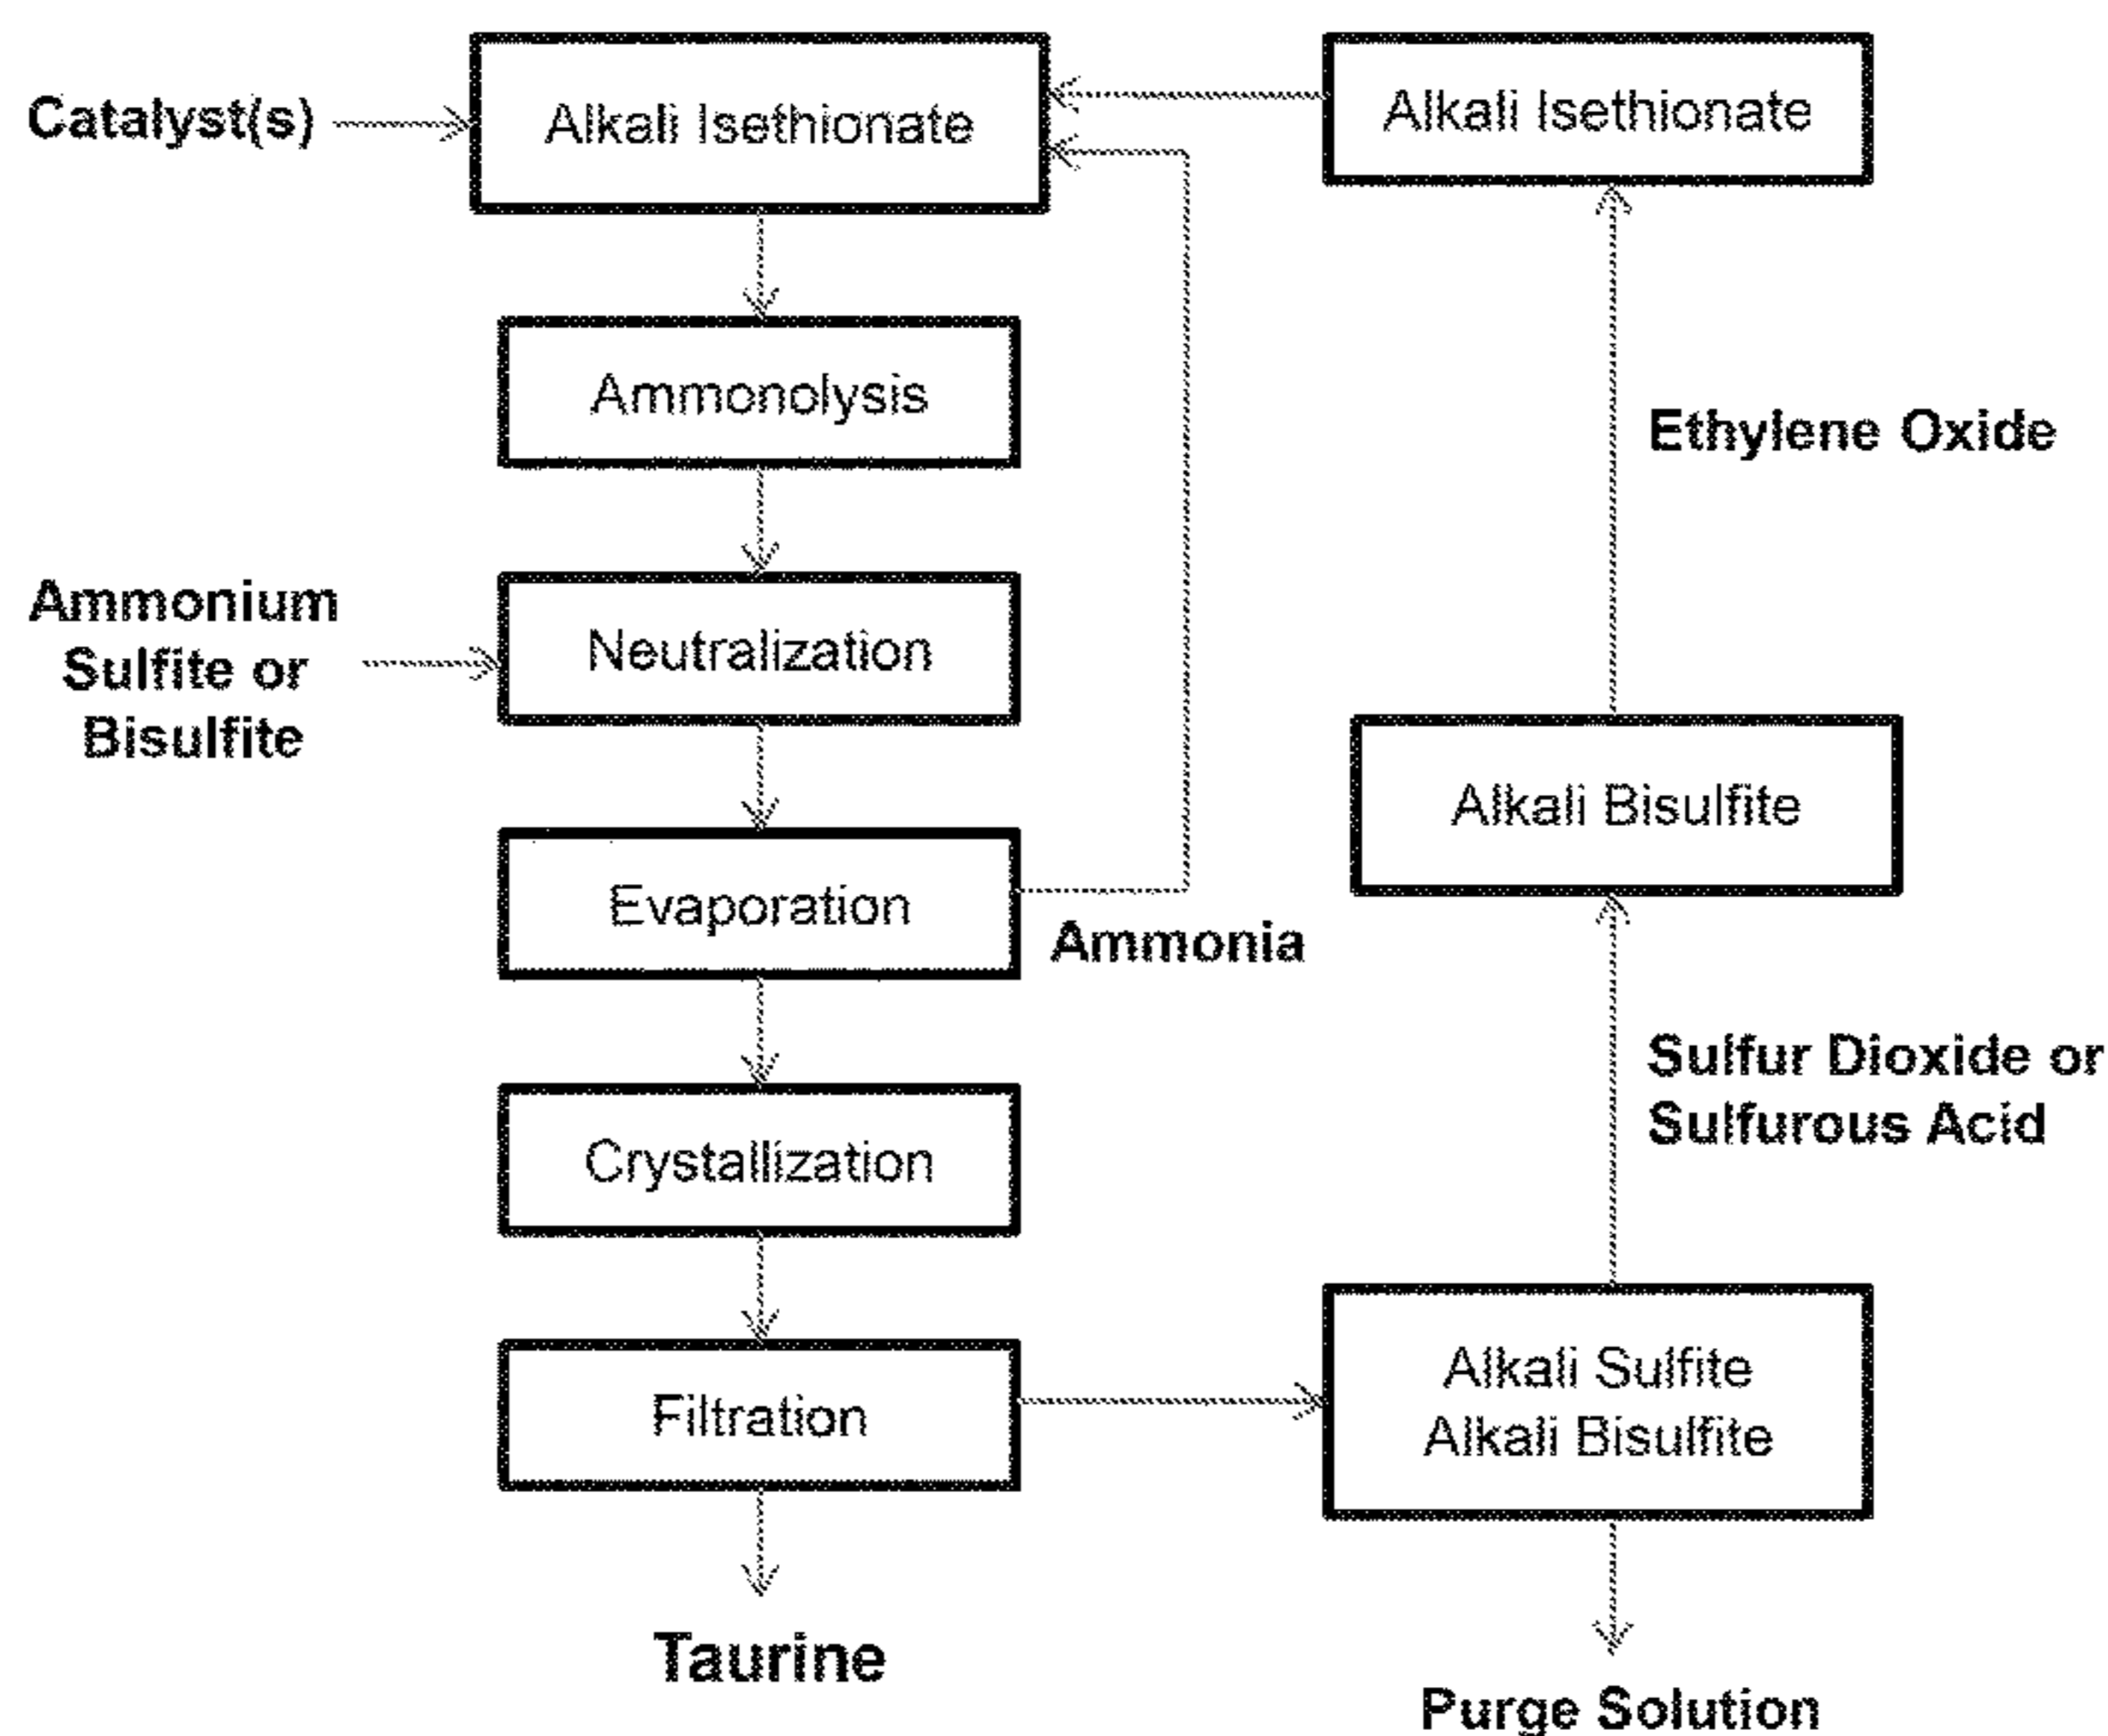 Catalyst(s)
Alkali Isethionate
Alkali Isethionate
Ammonolysis
Ethylene Oxide
Ammonium
Sulfite or
Bisulfite
Neutralization
Alkali Bisulfite
Evaporation
Ammonia
Sulfur Dioxide or
Sulfurous Acid
Crystallization
Filtration
Alkali Sulfite
Alkali Bisulfite
Taurine
Purge Solution